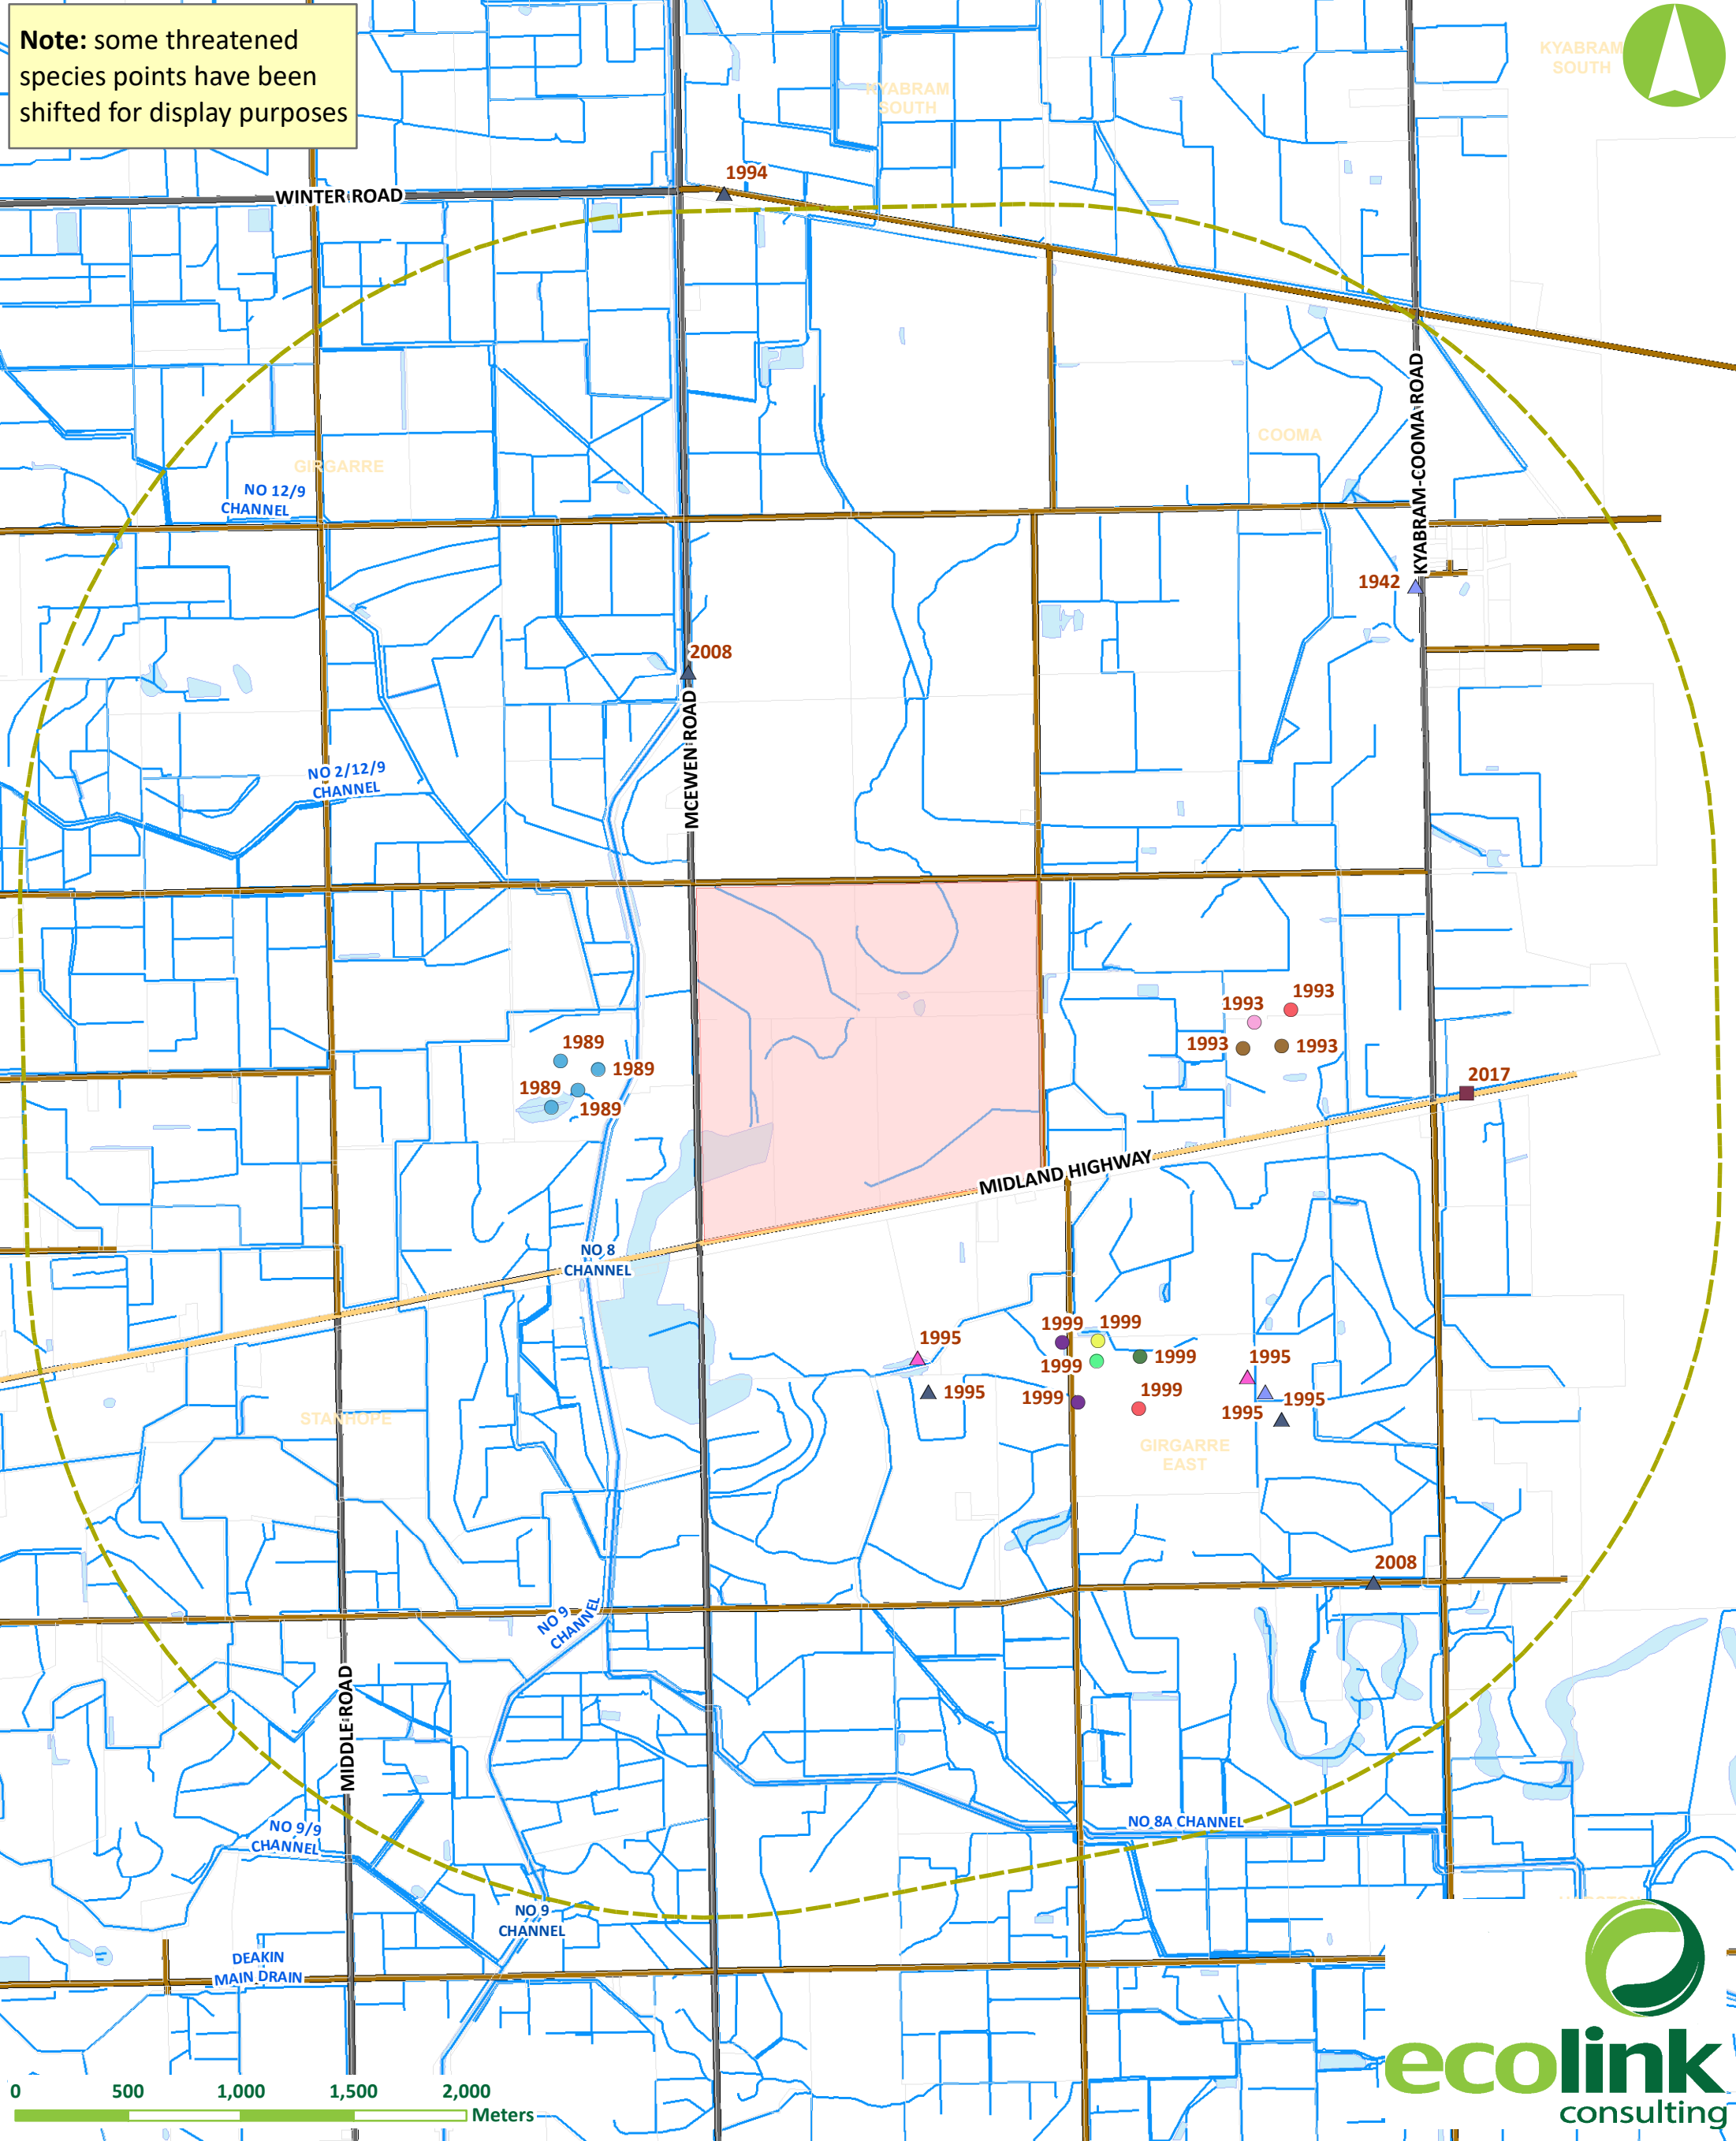 Note: some threatened
species points have been
shifted for display purposes
KYABRAM
SOUTH
KYABRAM
SOUTH
1994
WINTER ROAD
KYABRAM-COOMA ROAD
COOMA
GIRGARRE
NO 12/9
CHANNEL
1942
2008
MCEWEN ROAD
NO 2/12/9
CHANNEL
1993
1993
1993
1993
1989
1989
1989
1989
2017
MIDLAND HIGHWAY
NO 8
CHANNEL
1999
1999
1995
1999
1999
1995
1995
1999
1999
1995
1995
STANHOPE
GIRGARRE
EAST
2008
NO 9
CHANNEL
MIDDLE ROAD
NO 8A CHANNEL
NO 9/9
CHANNEL
NO 9
CHANNEL
DEAKIN
MAIN DRAIN
0 500 1,000 1,500 2,000
Meters
ecolink
consulting